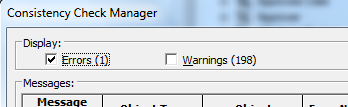 Consistency Check Manager
Display:
Errors (1) Warnings (198)
Messages:
Message